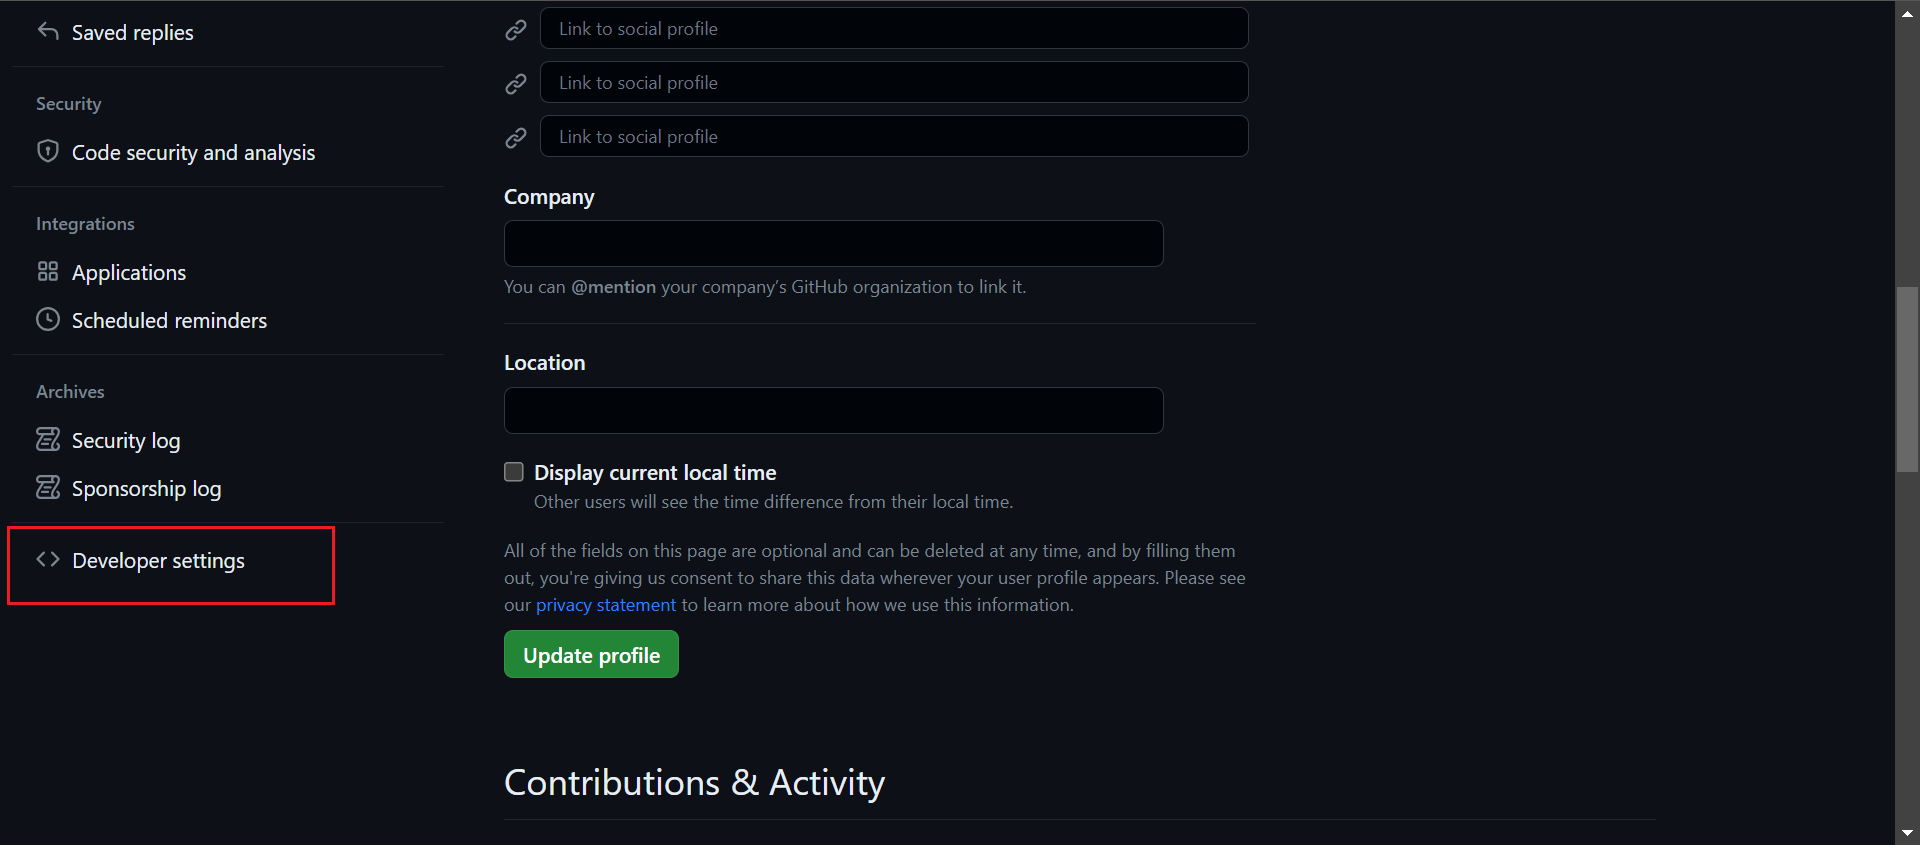 Saved replies
Security
Code security and analysis
Integrations
Applications
Scheduled reminders
Archives
Security log
Sponsorship log
Developer settings
Link to social profile
Link to social profile
Link to social profile
Company
You can @mention your company's GitHub organization to link it.
Location
Display current local time
Other users will see the time difference from their local time.
All of the fields on this page are optional and can be deleted at any time, and by filling them
out, you're giving us consent to share this data wherever your user profile appears. Please see
our privacy statement to learn more about how we use this information.
Update profile
Contributions & Activity